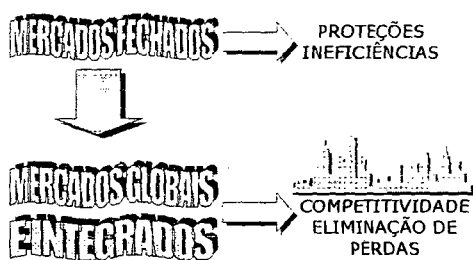 MERCADOS FECHADOS
PROTEÇÕES
INEFICIÊNCIAS
MERCADOS GLOBAIS
E INTEGRADOS
COMPETITIVIDADE
ELIMINAÇÃO DE
PERDAS